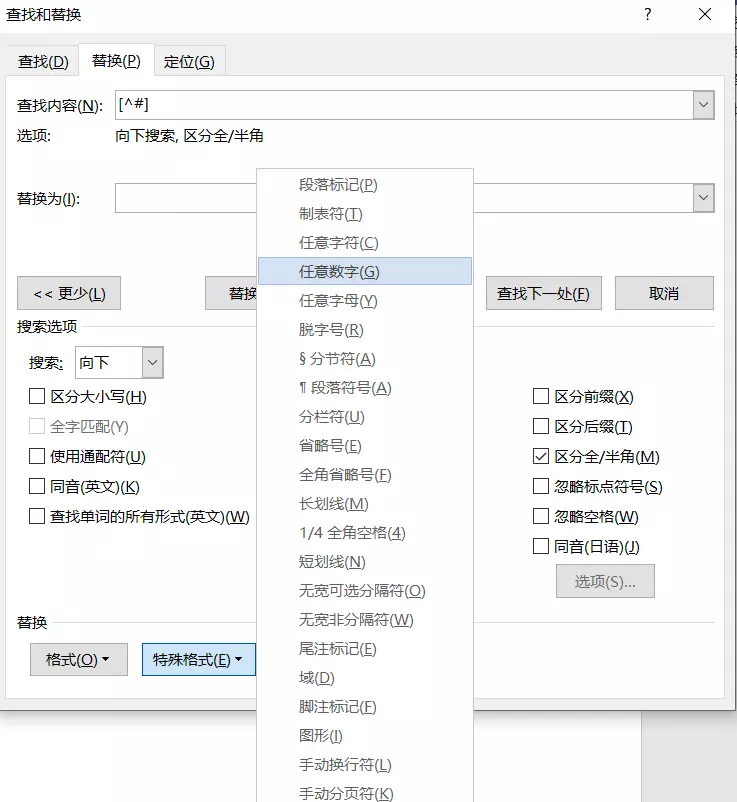 查找和替换
?
查找(D) 替换(P) 定位(G)
查找内容(N): [^#]
选项: 向下搜索, 区分全/半角
替换为(I):
<< 更少(L) 替换 查找下一处(F) 取消
搜索选项
搜索: 向下
区分大小写(H)
全字匹配(Y)
使用通配符(U)
同音(英文)(K)
查找单词的所有形式(英文)(W)
区分前缀(X)
区分后缀(T)
区分全/半角(M)
忽略标点符号(S)
忽略空格(W)
同音(日语)(J)
选项(S)...
替换
格式(O) 特殊格式(E)
段落标记(P)
制表符(T)
任意字符(C)
任意数字(G)
任意字母(Y)
脱字号(R)
§ 分节符(A)
¶ 段落符号(A)
分栏符(U)
省略号(E)
全角省略号(F)
长划线(M)
1/4 全角空格(4)
短划线(N)
无宽可选分隔符(O)
无宽非分隔符(W)
尾注标记(E)
域(D)
脚注标记(F)
图形(I)
手动换行符(L)
手动分页符(K)